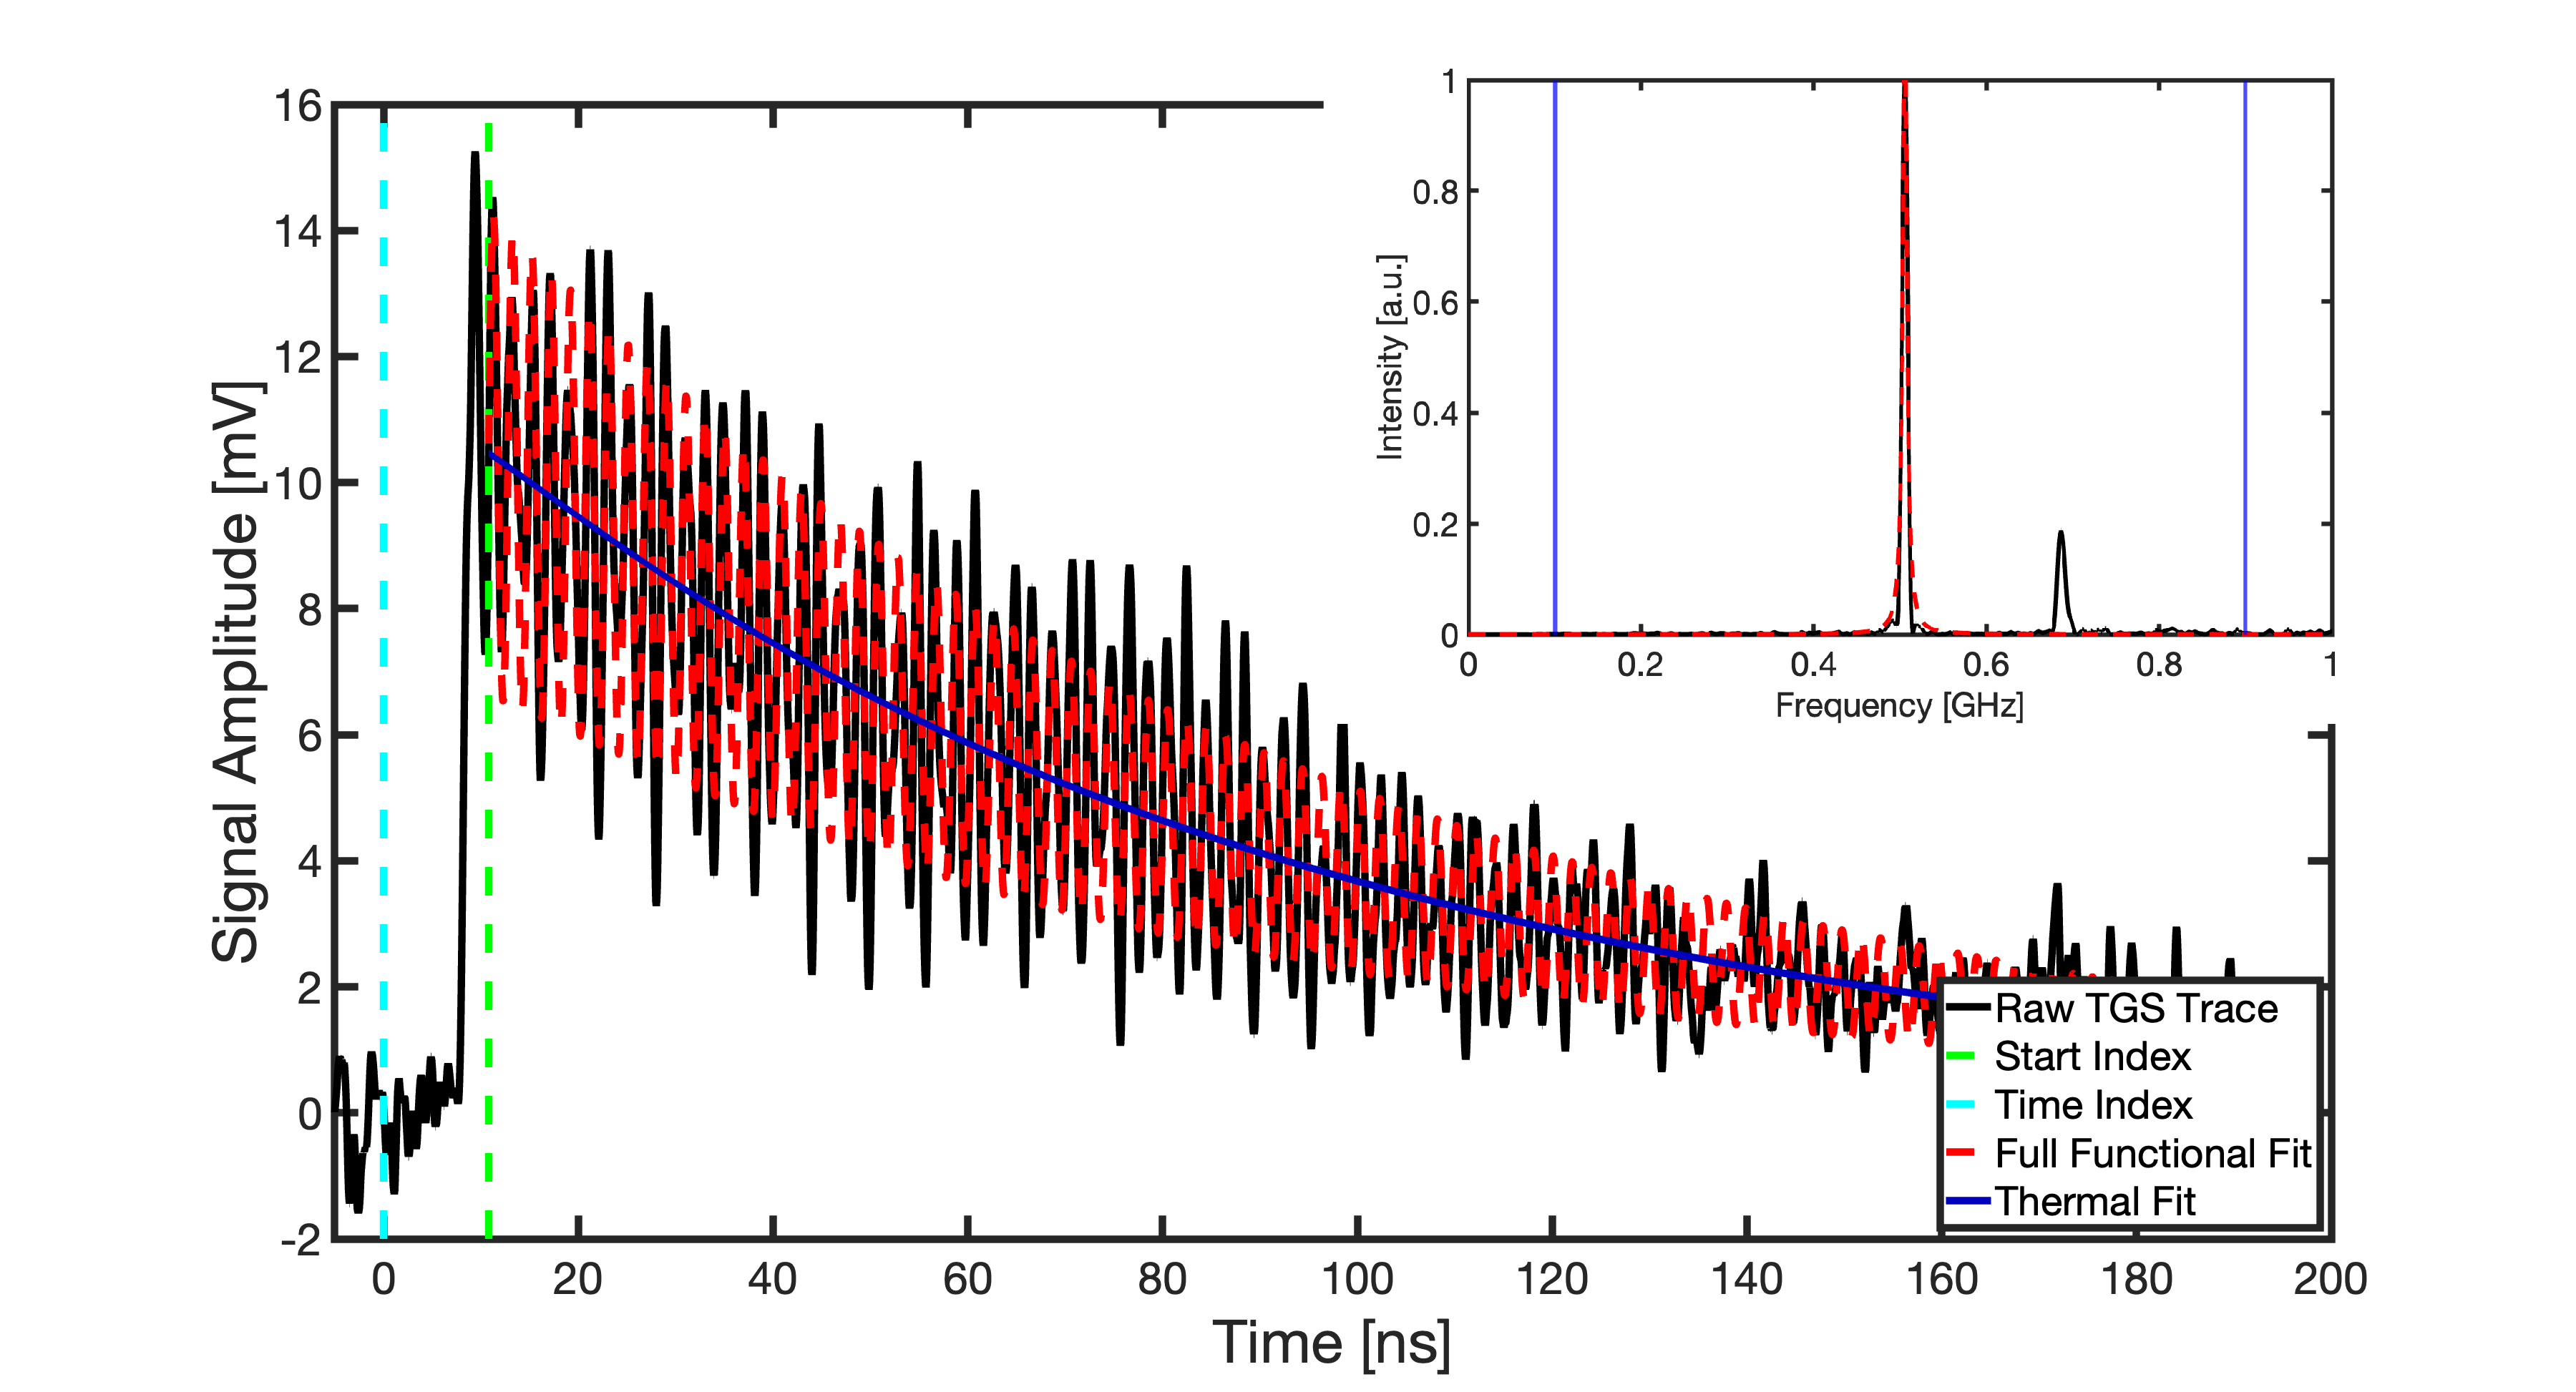 16
14
12
10
8
6
4
2
0
-2
Signal Amplitude [mV]
0 20 40 60 80 100 120 140 160 180 200
Time [ns]
1
0.8
0.6
0.4
0.2
0
Intensity [a.u.]
0 0.2 0.4 0.6 0.8 1
Frequency [GHz]
Raw TGS Trace
Start Index
Time Index
Full Functional Fit
Thermal Fit